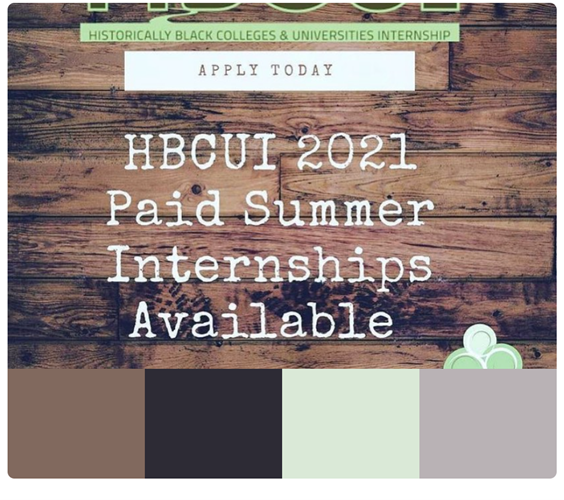 HISTORICALLY BLACK COLLEGES & UNIVERSITIES INTERNSHIP
APPLY TODAY
HBCUI 2021
Paid Summer
Internships
Available